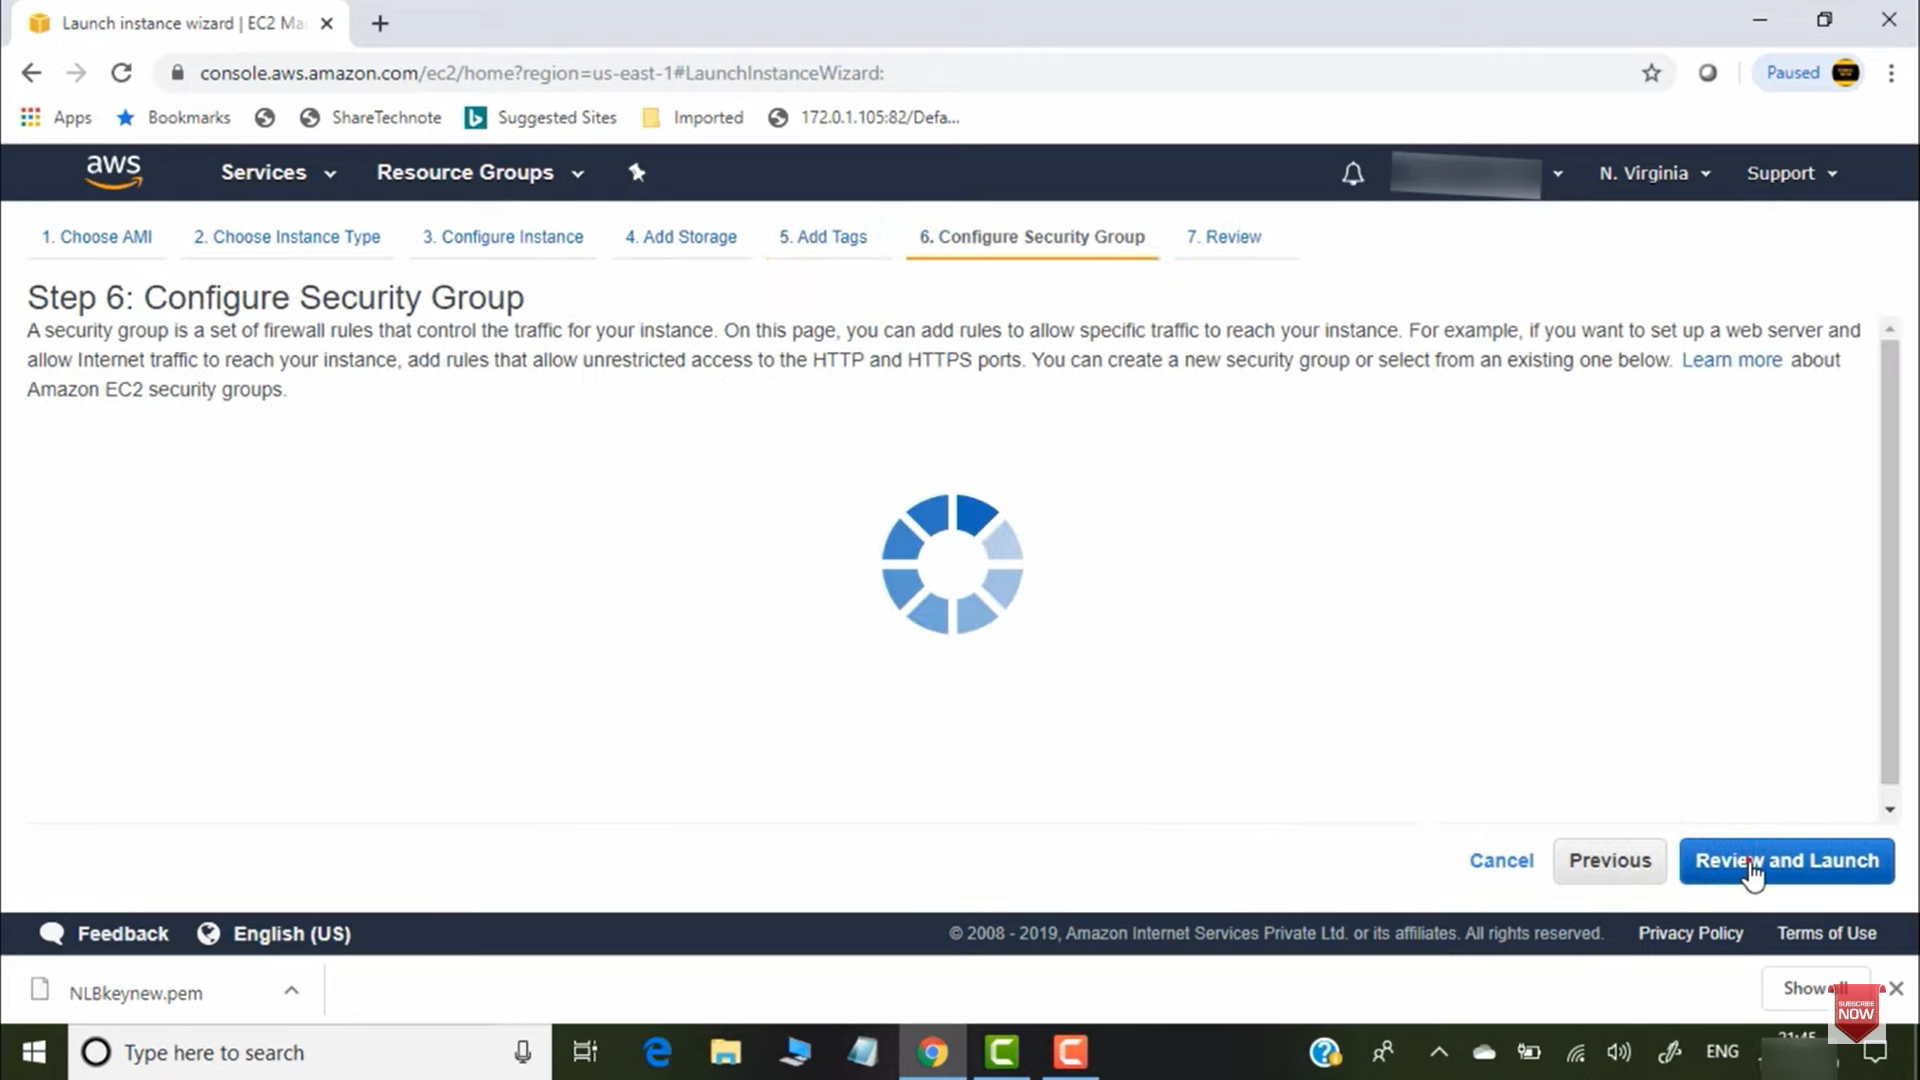 Launch instance wizard | EC2 Ma
console.aws.amazon.com/ec2/home?region=us-east-1#LaunchInstanceWizard:
Paused
Apps
Bookmarks
ShareTechnote
Suggested Sites
Imported
172.0.1.105:82/Defa...
aws
Services
Resource Groups
N. Virginia
Support
1. Choose AMI
2. Choose Instance Type
3. Configure Instance
4. Add Storage
5. Add Tags
6. Configure Security Group
7. Review
Step 6: Configure Security Group
A security group is a set of firewall rules that control the traffic for your instance. On this page, you can add rules to allow specific traffic to reach your instance. For example, if you want to set up a web server and
allow Internet traffic to reach your instance, add rules that allow unrestricted access to the HTTP and HTTPS ports. You can create a new security group or select from an existing one below. Learn more about
Amazon EC2 security groups.
Cancel
Previous
Review and Launch
Feedback
English (US)
© 2008 - 2019, Amazon Internet Services Private Ltd. or its affiliates. All rights reserved.
Privacy Policy
Terms of Use
NLBkeynew.pem
Show all
SUBSCRIBE
NOW
Type here to search
ENG